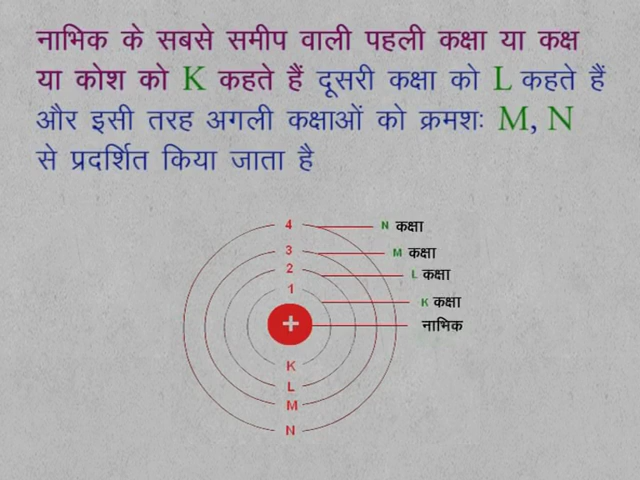 नाभिक के सबसे समीप वाली पहली कक्षा या कक्ष
या कोश को K कहते हैं दूसरी कक्षा को L कहते हैं
और इसी तरह अगली कक्षाओं को क्रमशः M, N
से प्रदर्शित किया जाता है
4 N कक्षा
3 M कक्षा
2 L कक्षा
1 K कक्षा
+ नाभिक
K
L
M
N